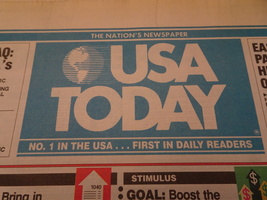 THE NATION'S NEWSPAPER
USA
TODAY
®
NO. 1 IN THE USA . . . FIRST IN DAILY READERS
1040
STIMULUS
GOAL: Boost the
Bring in